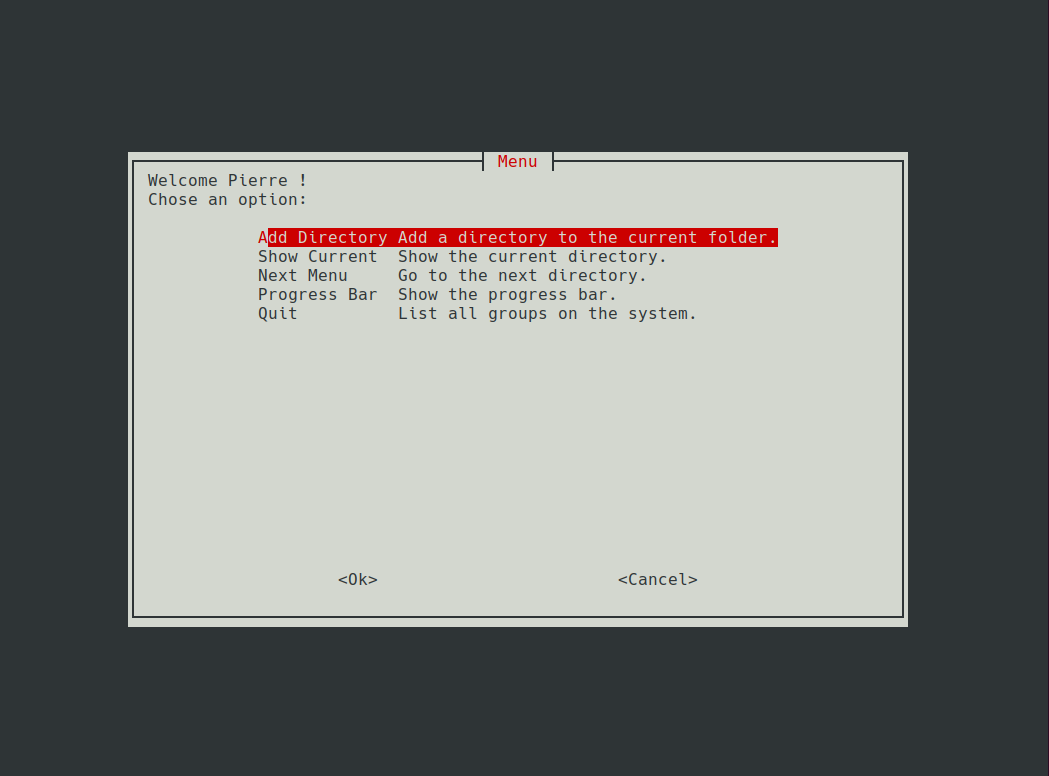 Menu
Welcome Pierre !
Chose an option:
Add Directory Add a directory to the current folder.
Show Current Show the current directory.
Next Menu Go to the next directory.
Progress Bar Show the progress bar.
Quit List all groups on the system.
<Ok> <Cancel>